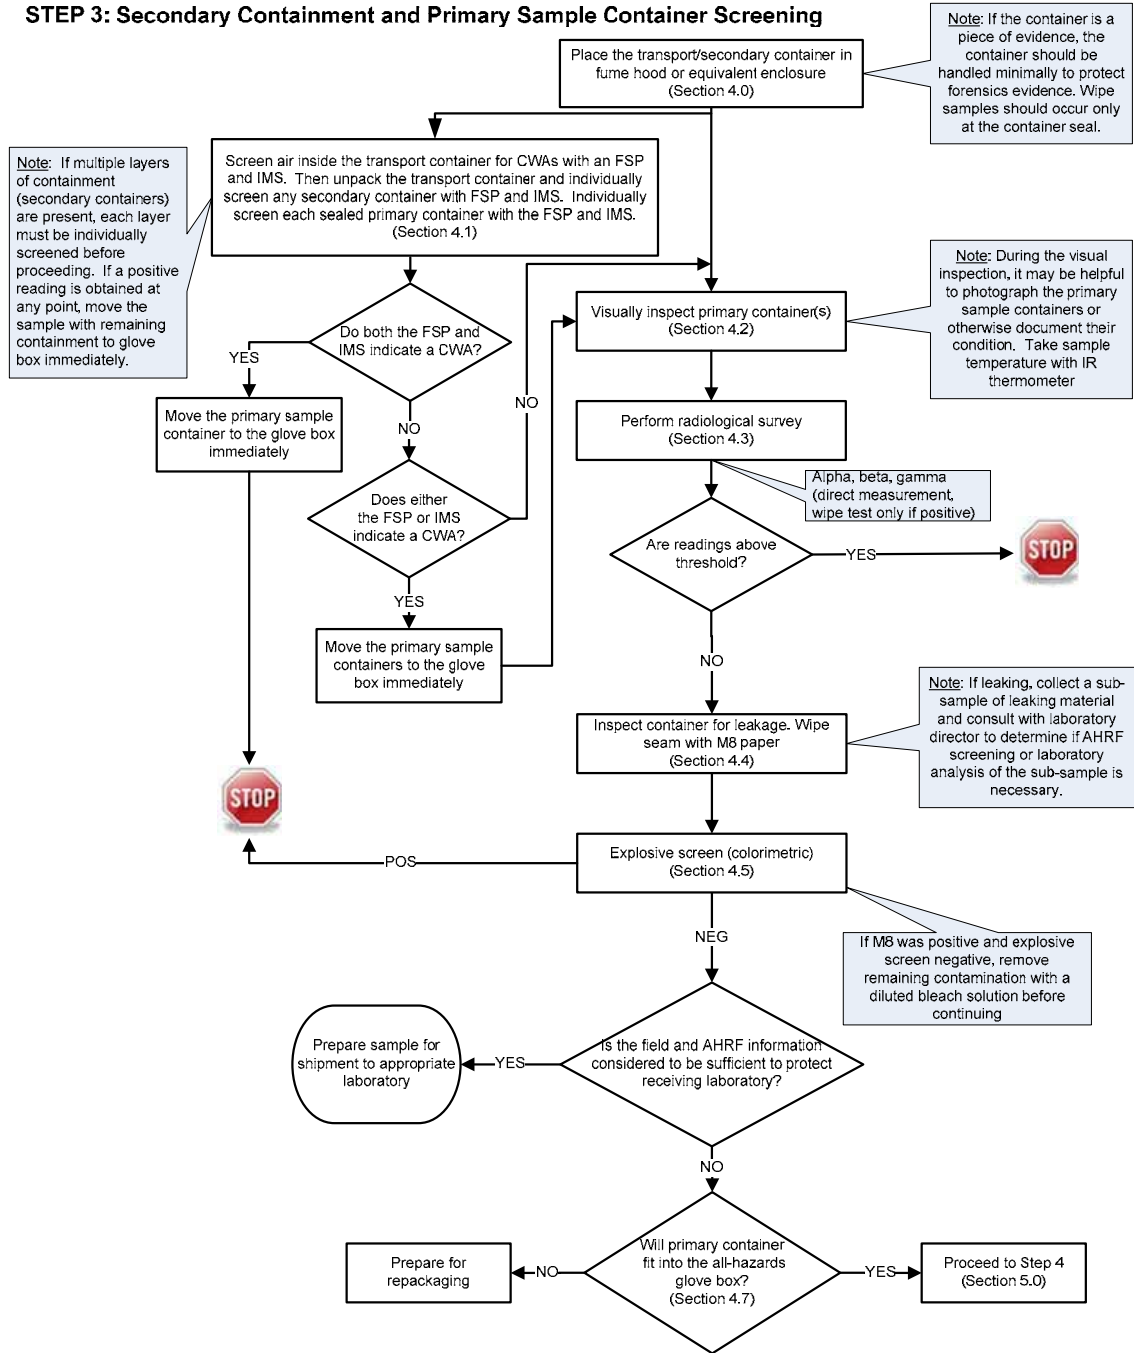 STEP 3: Secondary Containment and Primary Sample Container Screening
Place the transport/secondary container in
fume hood or equivalent enclosure
(Section 4.0)
Note: If the container is a
piece of evidence, the
container should be
handled minimally to protect
forensics evidence. Wipe
samples should occur only
at the container seal.
Note: If multiple layers
of containment
(secondary containers)
are present, each layer
must be individually
screened before
proceeding. If a positive
reading is obtained at
any point, move the
sample with remaining
containment to glove
box immediately.
Screen air inside the transport container for CWAs with an FSP
and IMS. Then unpack the transport container and individually
screen any secondary container with FSP and IMS. Individually
screen each sealed primary container with the FSP and IMS.
(Section 4.1)
Note: During the visual
inspection, it may be helpful
to photograph the primary
sample containers or
otherwise document their
condition. Take sample
temperature with IR
thermometer
Visually inspect primary container(s)
(Section 4.2)
Do both the FSP and
IMS indicate a CWA?
YES
NO
NO
Move the primary sample
container to the glove box
immediately
Perform radiological survey
(Section 4.3)
Alpha, beta, gamma
(direct measurement,
wipe test only if positive)
Does either
the FSP or IMS
indicate a CWA?
Are readings above
threshold?
YES
STOP
YES
Move the primary sample
containers to the glove
box immediately
NO
Note: If leaking, collect a sub-
sample of leaking material
and consult with laboratory
director to determine if AHRF
screening or laboratory
analysis of the sub-sample is
necessary.
Inspect container for leakage. Wipe
seam with M8 paper
(Section 4.4)
STOP
Explosive screen (colorimetric)
(Section 4.5)
POS
NEG
If M8 was positive and explosive
screen negative, remove
remaining contamination with a
diluted bleach solution before
continuing
Is the field and AHRF information
considered to be sufficient to protect
receiving laboratory?
YES
Prepare sample for
shipment to appropriate
laboratory
NO
Will primary container
fit into the all-hazards
glove box?
(Section 4.7)
NO
Prepare for
repackaging
YES
Proceed to Step 4
(Section 5.0)